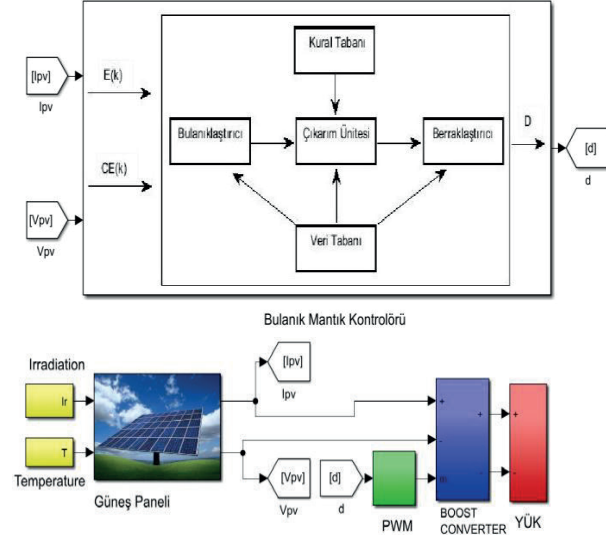 Kural Tabanı
[Ipv]
Ipv
E(k)
Bulanıklaştırıcı
Çıkarım Ünitesi
Berraklaştırıcı
D
[d]
d
CE(k)
[Vpv]
Vpv
Veri Tabanı
Bulanık Mantık Kontrolörü
Irradiation
Ir
[Ipv]
Ipv
T
Temperature
Güneş Paneli
[Vpv]
Vpv
[d]
d
PWM
+
-
+
-
BOOST
CONVERTER
+
-
YÜK